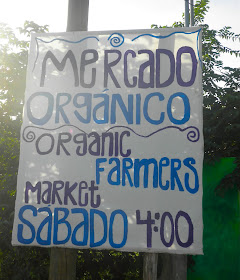 MERCADO
ORGÁNICO
ORGANIC
FARMERS
MARKET
SABADO 4:00